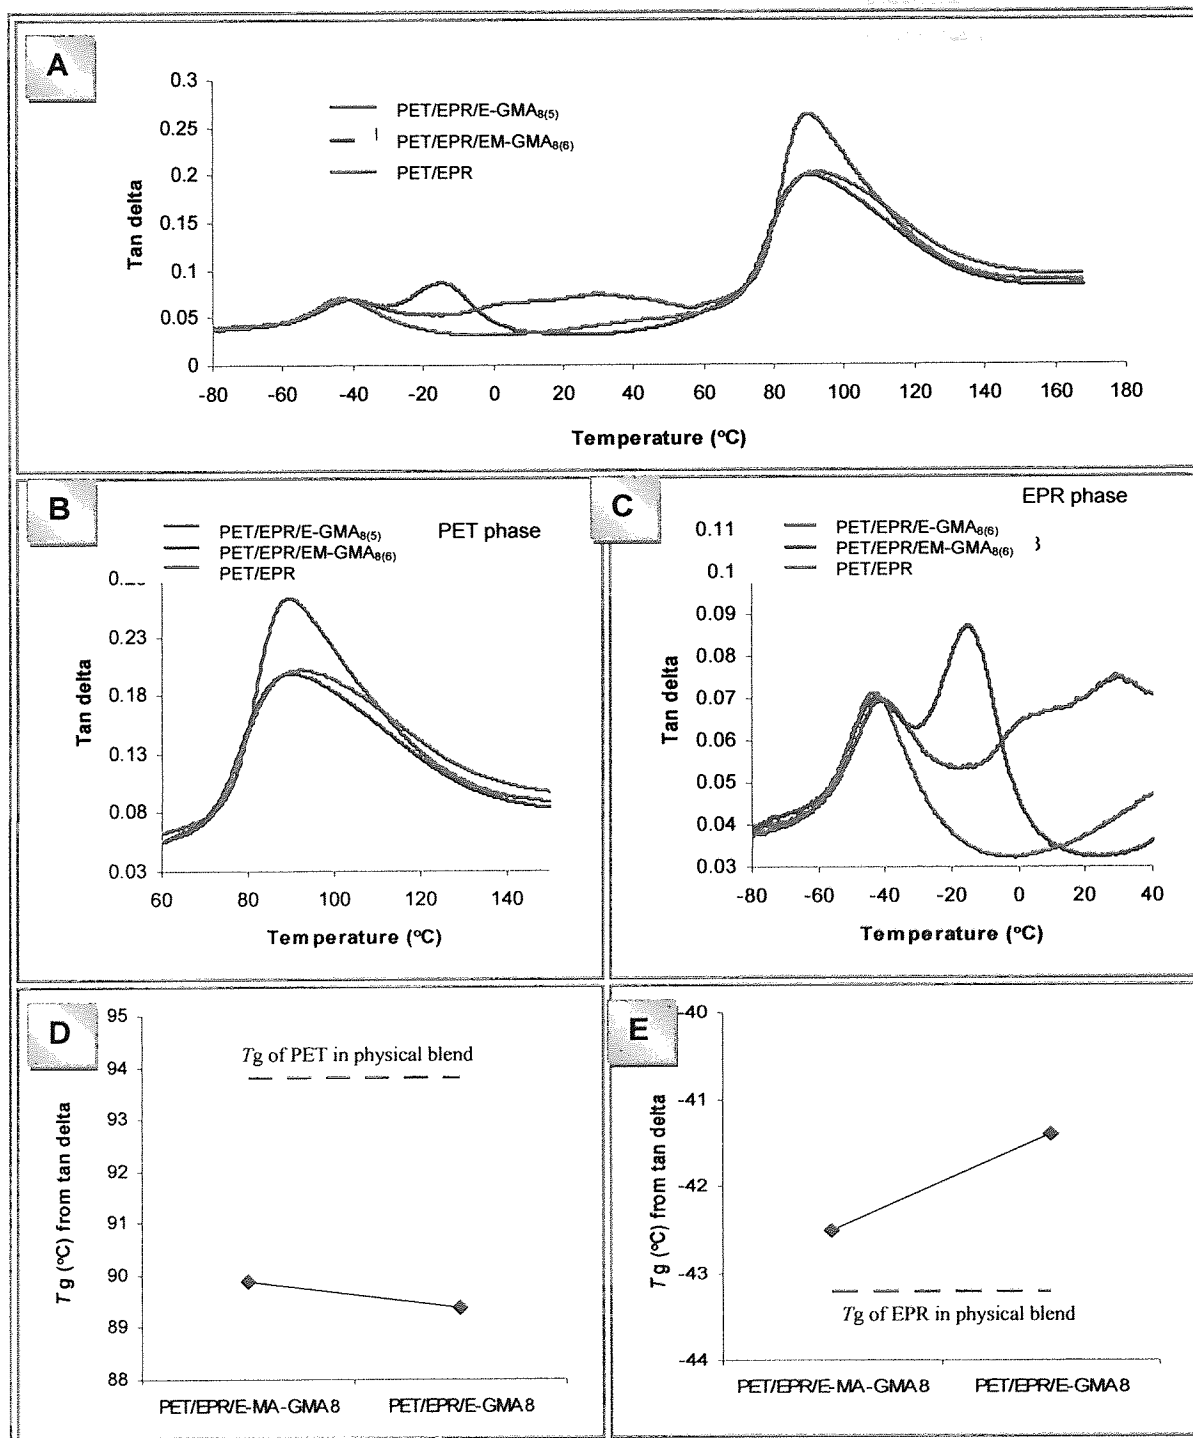 A
0.3
0.25
0.2
0.15
0.1
0.05
0
Tan delta
PET/EPR/E-GMA8(5)
PET/EPR/EM-GMA8(6)
PET/EPR
-80 -60 -40 -20 0 20 40 60 80 100 120 140 160 180
Temperature (ºC)
B
PET/EPR/E-GMA8(5)
PET/EPR/EM-GMA8(6)
PET/EPR
PET phase
0.23
0.18
0.13
0.08
0.03
Tan delta
60 80 100 120 140
Temperature (ºC)
C
EPR phase
PET/EPR/E-GMA8(6)
PET/EPR/EM-GMA8(6)
PET/EPR
0.11
0.1
0.09
0.08
0.07
0.06
0.05
0.04
0.03
Tan delta
-80 -60 -40 -20 0 20 40
Temperature (ºC)
D
95
94
93
92
91
90
89
88
Tg (ºC) from tan delta
Tg of PET in physical blend
PET/EPR/E-MA-GMA8 PET/EPR/E-GMA8
E
-40
-41
-42
-43
-44
Tg (ºC) from tan delta
Tg of EPR in physical blend
PET/EPR/E-MA-GMA8 PET/EPR/E-GMA8